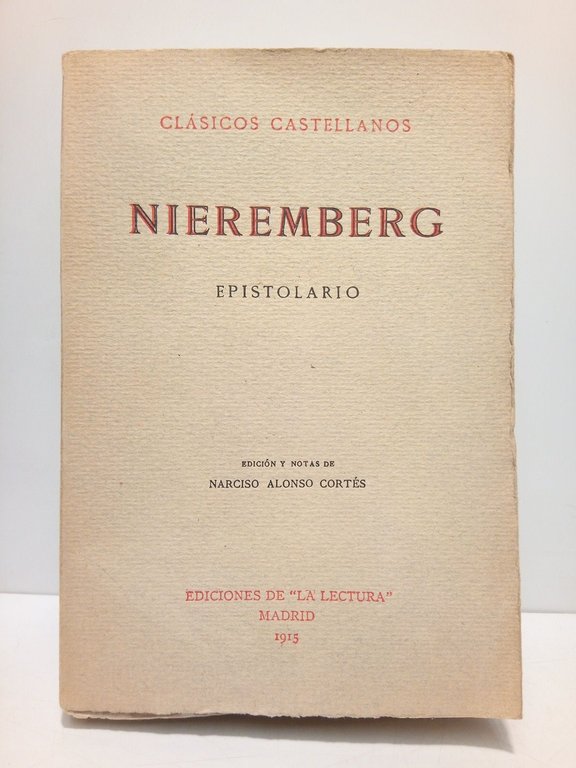 CLÁSICOS CASTELLANOS
NIEREMBERG
EPISTOLARIO
EDICIÓN Y NOTAS DE
NARCISO ALONSO CORTÉS
EDICIONES DE "LA LECTURA"
MADRID
1915